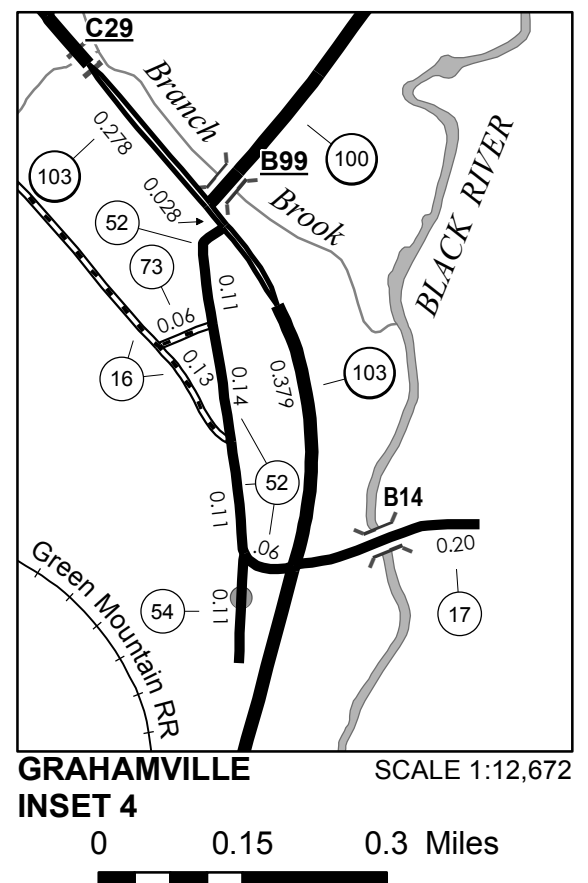 C29
Branch
0.278
103
B99
100
0.028
52
Brook
BLACK RIVER
73
0.11
0.06
16
0.13
0.14
0.379
103
52
B14
0.11
.06
0.20
54
0.11
17
Green Mountain RR
GRAHAMVILLE
SCALE 1:12,672
INSET 4
0 0.15 0.3 Miles